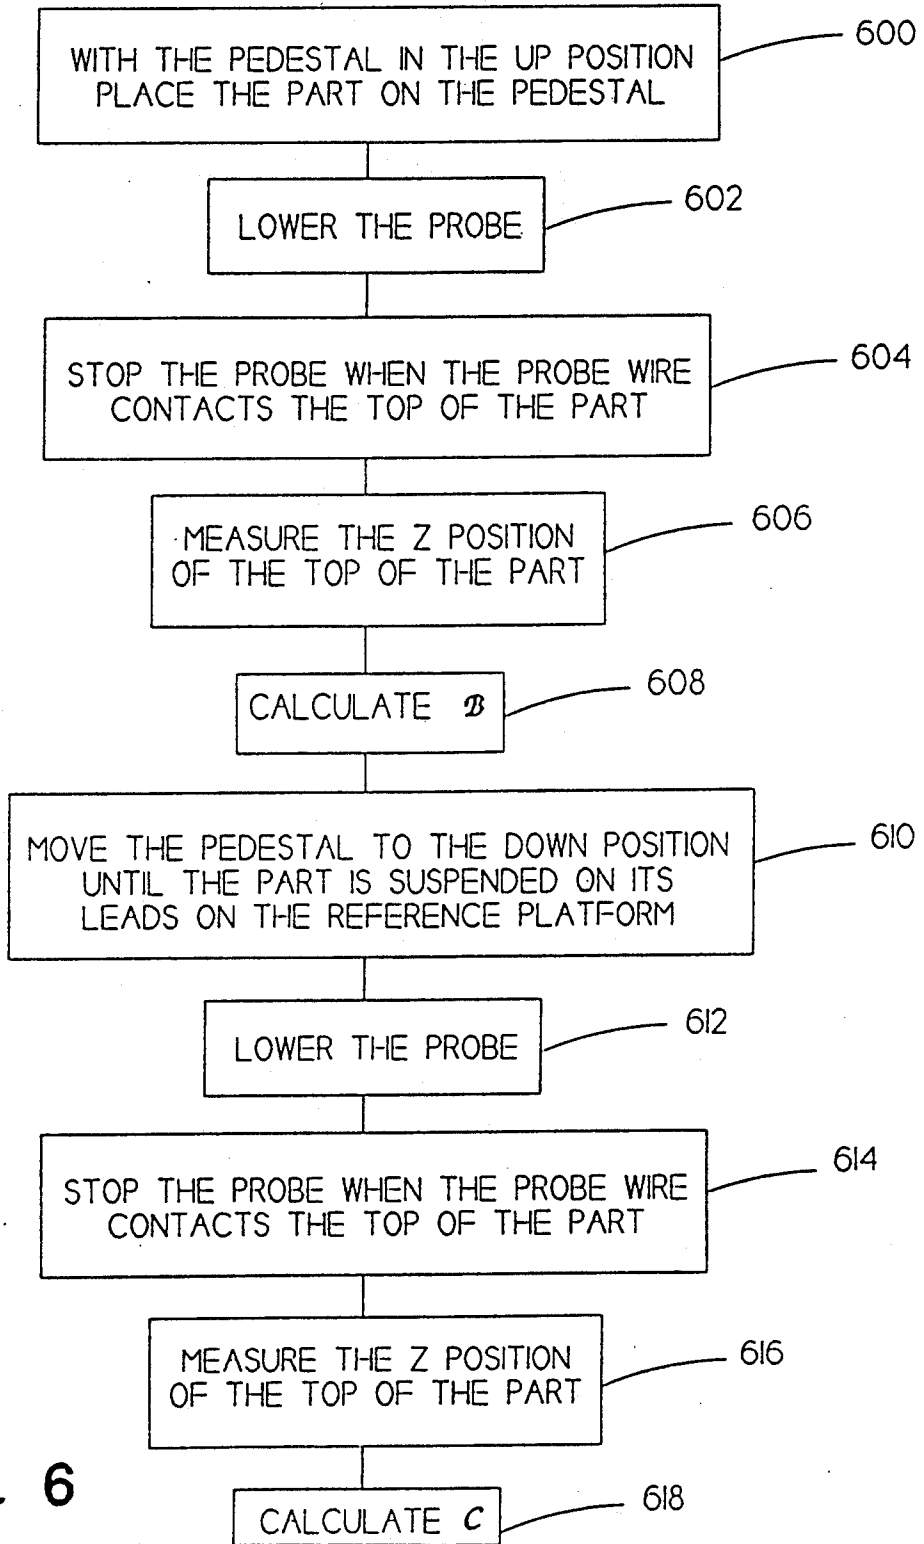 WITH THE PEDESTAL IN THE UP POSITION
PLACE THE PART ON THE PEDESTAL
600
LOWER THE PROBE
602
STOP THE PROBE WHEN THE PROBE WIRE
CONTACTS THE TOP OF THE PART
604
MEASURE THE Z POSITION
OF THE TOP OF THE PART
606
CALCULATE B
608
MOVE THE PEDESTAL TO THE DOWN POSITION
UNTIL THE PART IS SUSPENDED ON ITS
LEADS ON THE REFERENCE PLATFORM
610
LOWER THE PROBE
612
STOP THE PROBE WHEN THE PROBE WIRE
CONTACTS THE TOP OF THE PART
614
MEASURE THE Z POSITION
OF THE TOP OF THE PART
616
. 6
CALCULATE C
618